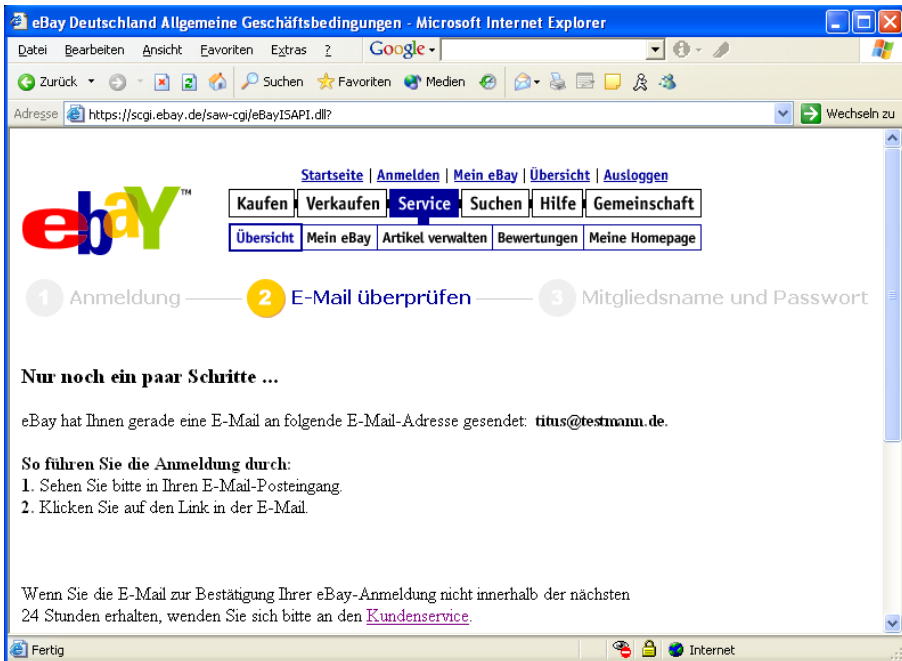 eBay Deutschland Allgemeine Geschäftsbedingungen - Microsoft Internet Explorer
Datei Bearbeiten Ansicht Favoriten Extras ? Google
Zurück Suchen Favoriten Medien
Adresse https://scgi.ebay.de/saw-cgi/eBayISAPI.dll? Wechseln zu
Startseite | Anmelden | Mein eBay | Übersicht | Ausloggen
ebaY™ Kaufen Verkaufen Service Suchen Hilfe Gemeinschaft
Übersicht Mein eBay Artikel verwalten Bewertungen Meine Homepage
1 Anmeldung 2 E-Mail überprüfen 3 Mitgliedsname und Passwort
Nur noch ein paar Schritte ...
eBay hat Ihnen gerade eine E-Mail an folgende E-Mail-Adresse gesendet: titus@testmann.de.
So führen Sie die Anmeldung durch:
1. Sehen Sie bitte in Ihren E-Mail-Posteingang.
2. Klicken Sie auf den Link in der E-Mail.
Wenn Sie die E-Mail zur Bestätigung Ihrer eBay-Anmeldung nicht innerhalb der nächsten
24 Stunden erhalten, wenden Sie sich bitte an den Kundenservice.
Fertig Internet